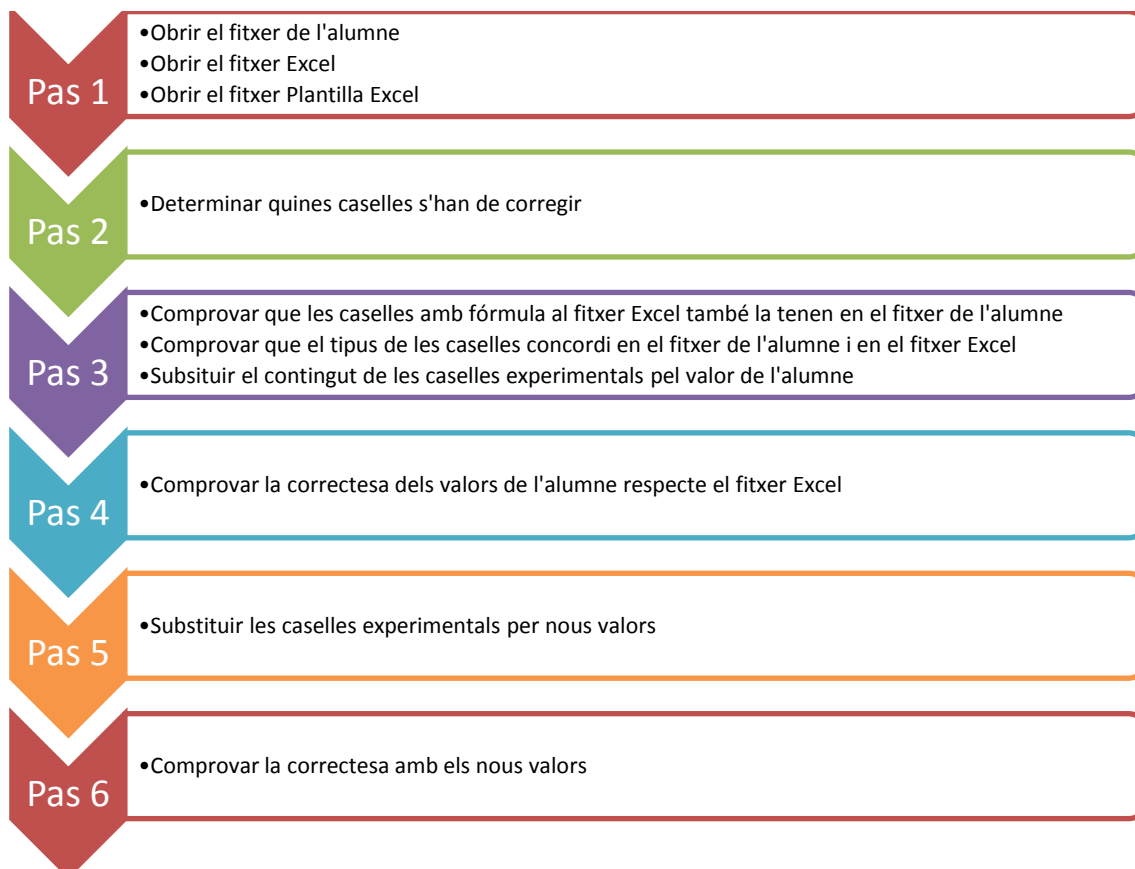 Pas 1
•Obrir el fitxer de l'alumne
•Obrir el fitxer Excel
•Obrir el fitxer Plantilla Excel
Pas 2
•Determinar quines caselles s'han de corregir
Pas 3
•Comprovar que les caselles amb fórmula al fitxer Excel també la tenen en el fitxer de l'alumne
•Comprovar que el tipus de les caselles concordi en el fitxer de l'alumne i en el fitxer Excel
•Subsituir el contingut de les caselles experimentals pel valor de l'alumne
Pas 4
•Comprovar la correctesa dels valors de l'alumne respecte el fitxer Excel
Pas 5
•Substituir les caselles experimentals per nous valors
Pas 6
•Comprovar la correctesa amb els nous valors